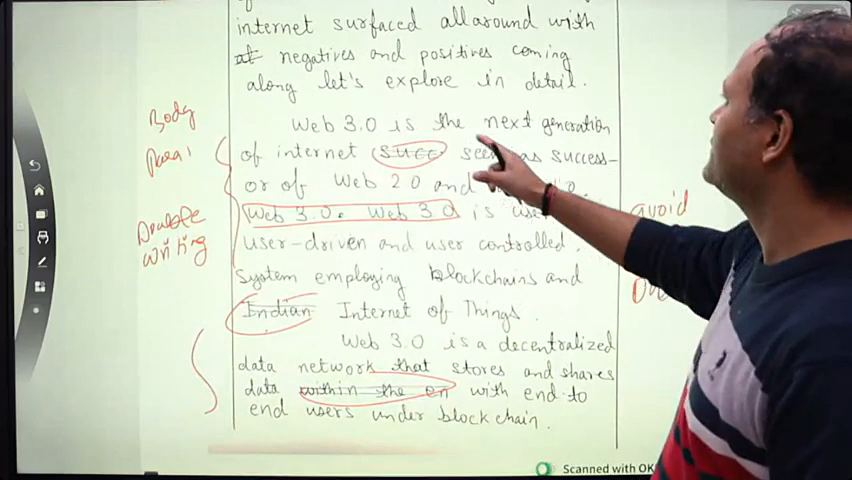 internet surfaced all around with
at negatives and positives coming
along let's explore in detail.
Web 3.0 is the next generation
of internet succ seen as success-
or of Web 2.0 and
Web 3.0. Web 3.0 is
user-driven and user controlled.
System employing blockchains and
Indian Internet of Things.
Web 3.0 is a decentralized
data network that stores and shares
data within the en with end to
end users under blockchain.
Body
Para
writing
avoid
Scanned with OK